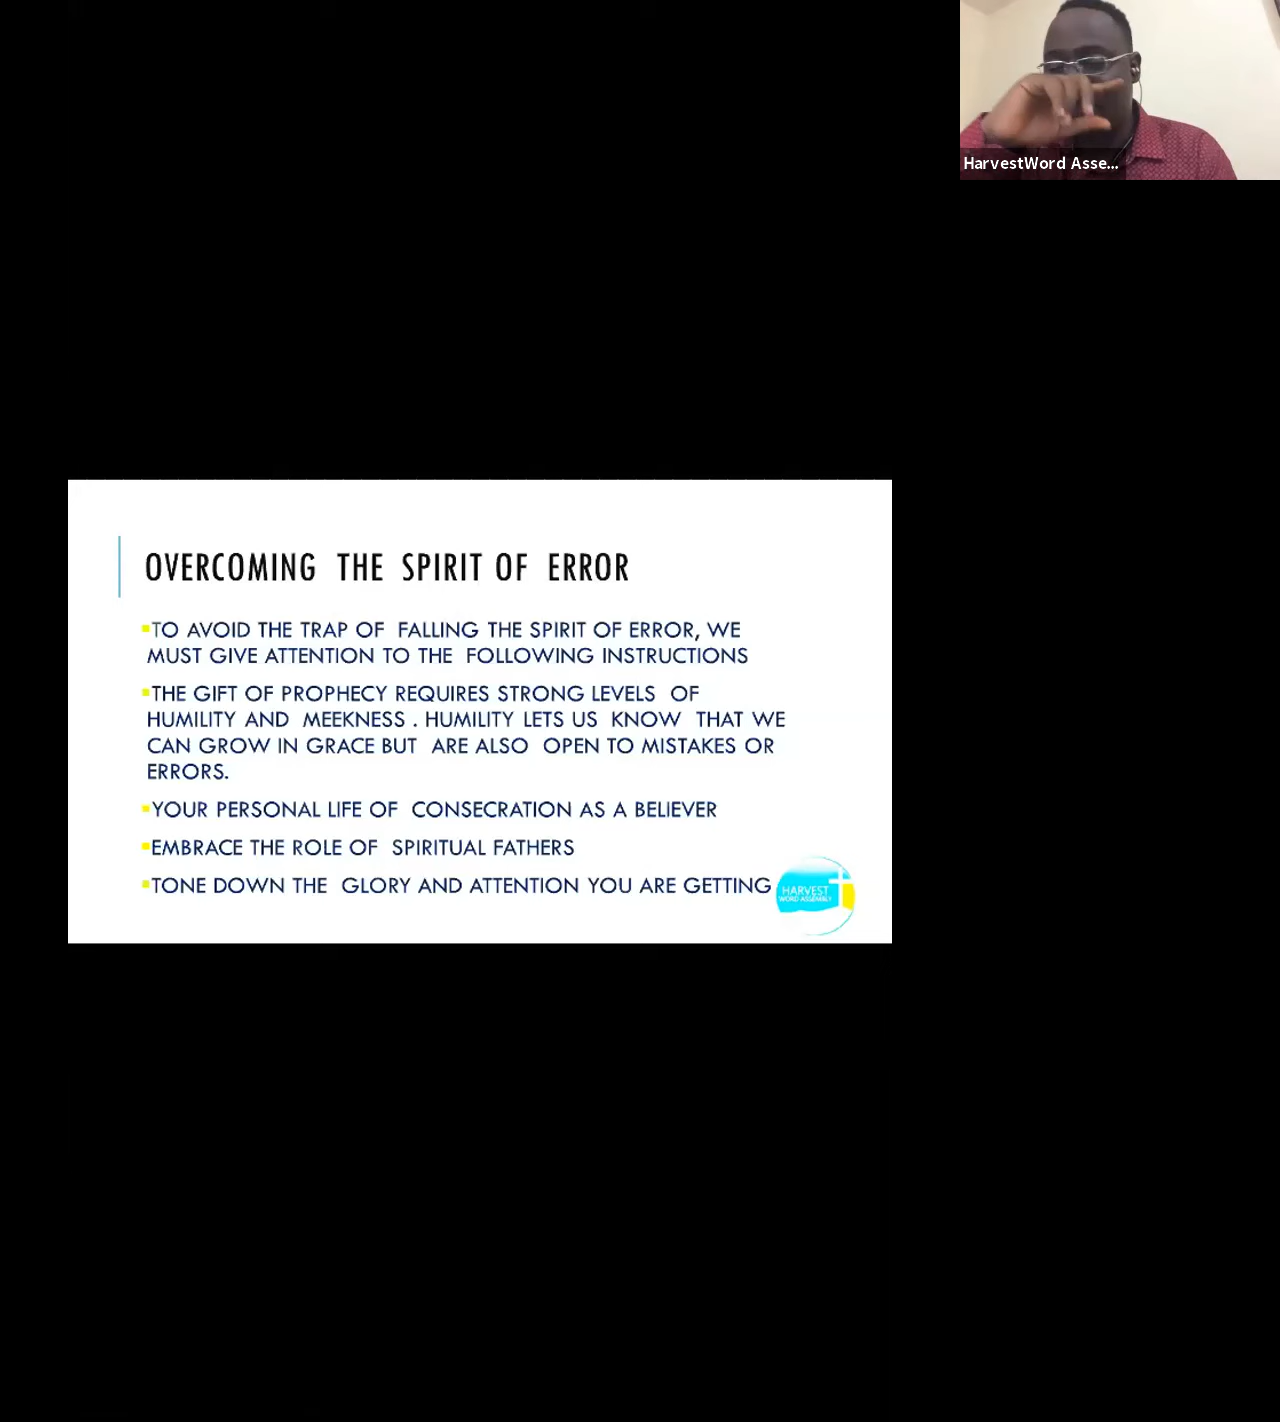 HarvestWord Asse...
OVERCOMING THE SPIRIT OF ERROR
TO AVOID THE TRAP OF FALLING THE SPIRIT OF ERROR, WE
MUST GIVE ATTENTION TO THE FOLLOWING INSTRUCTIONS
THE GIFT OF PROPHECY REQUIRES STRONG LEVELS OF
HUMILITY AND MEEKNESS . HUMILITY LETS US KNOW THAT WE
CAN GROW IN GRACE BUT ARE ALSO OPEN TO MISTAKES OR
ERRORS.
YOUR PERSONAL LIFE OF CONSECRATION AS A BELIEVER
EMBRACE THE ROLE OF SPIRITUAL FATHERS
TONE DOWN THE GLORY AND ATTENTION YOU ARE GETTING
HARVEST
WORD ASSEMBLY